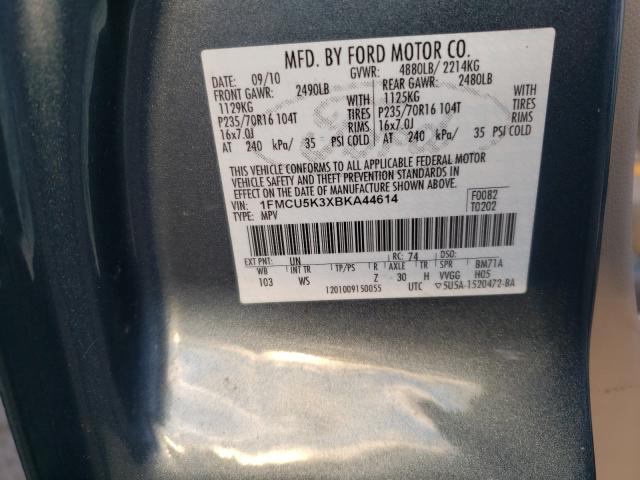 MFD. BY FORD MOTOR CO.
DATE: 09/10 GVWR: 4880LB/ 2214KG
FRONT GAWR: 2490LB REAR GAWR: 2480LB
1129KG 1125KG
P235/70R16 104T TIRES P235/70R16 104T TIRES
16x7.0J RIMS 16x7.0J RIMS
AT 240 kPa/ 35 PSI COLD AT 240 kPa/ 35 PSI COLD
THIS VEHICLE CONFORMS TO ALL APPLICABLE FEDERAL MOTOR
VEHICLE SAFETY AND THEFT PREVENTION STANDARDS IN
EFFECT ON THE DATE OF MANUFACTURE SHOWN ABOVE.
VIN: 1FMCU5K3XBKA44614 F0082
TYPE: MPV T0202
EXT PNT: UN RC: 74 DSO:
WB INT TR TP/PS R AXLE TR SPR BM71A
103 WS Z 30 H VVGG H05
1201009150055 UTC ▽5U5A-1520472-BA
Ford